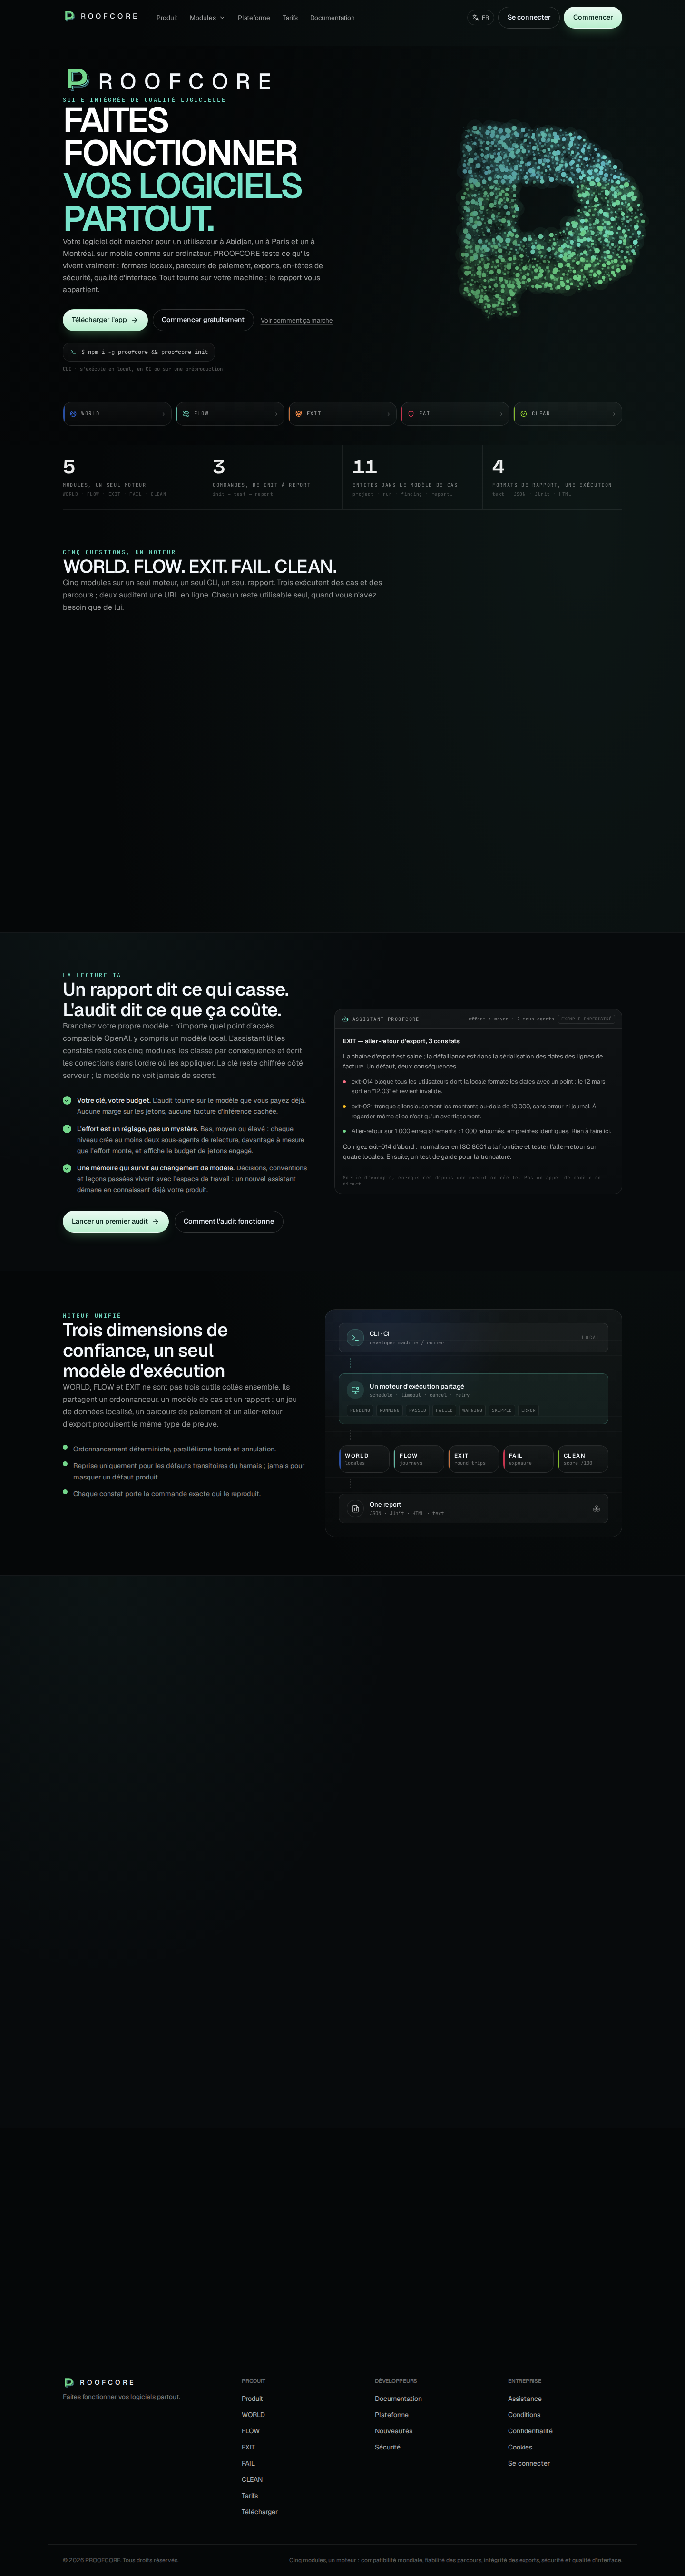 ROOFCORE
Produit
Modules
Plateforme
Tarifs
Documentation
FR
Se connecter
Commencer
ROOFCORE
SUITE INTÉGRÉE DE QUALITÉ LOGICIELLE
FAITES
FONCTIONNER
VOS LOGICIELS
PARTOUT.
Votre logiciel doit marcher pour un utilisateur à Abidjan, un à Paris et un à
Montréal, sur mobile comme sur ordinateur. PROOFCORE teste ce qu'ils
vivent vraiment : formats locaux, parcours de paiement, exports, en-têtes de
sécurité, qualité d'interface. Tout tourne sur votre machine ; le rapport vous
appartient.
Télécharger l'app →
Commencer gratuitement
Voir comment ça marche
$ npm i -g proofcore && proofcore init
CLI · s'exécute en local, en CI ou sur une préproduction
WORLD
FLOW
EXIT
FAIL
CLEAN
5
MODULES, UN SEUL MOTEUR
WORLD · FLOW · EXIT · FAIL · CLEAN
3
COMMANDES, DE INIT À REPORT
init → test → report
11
ENTITÉS DANS LE MODÈLE DE CAS
project · run · finding · report…
4
FORMATS DE RAPPORT, UNE EXÉCUTION
text · JSON · JUnit · HTML
CINQ QUESTIONS, UN MOTEUR
WORLD. FLOW. EXIT. FAIL. CLEAN.
Cinq modules sur un seul moteur, un seul CLI, un seul rapport. Trois exécutent des cas et des
parcours ; deux auditent une URL en ligne. Chacun reste utilisable seul, quand vous n'avez
besoin que de lui.
LA LECTURE IA
Un rapport dit ce qui casse.
L'audit dit ce que ça coûte.
Branchez votre propre modèle : n'importe quel point d'accès
compatible OpenAI, y compris un modèle local. L'assistant lit les
constats réels des cinq modules, les classe par conséquence et écrit
les corrections dans l'ordre où les appliquer. La clé reste chiffrée côté
serveur ; le modèle ne voit jamais de secret.
Votre clé, votre budget. L'audit tourne sur le modèle que vous payez déjà.
Aucune marge sur les jetons, aucune facture d'inférence cachée.
L'effort est un réglage, pas un mystère. Bas, moyen ou élevé : chaque
niveau crée au moins deux sous-agents de relecture, davantage à mesure
que l'effort monte, et affiche le budget de jetons engagé.
Une mémoire qui survit au changement de modèle. Décisions, conventions
et leçons passées vivent avec l'espace de travail : un nouvel assistant
démarre en connaissant déjà votre produit.
Lancer un premier audit →
Comment l'audit fonctionne
ASSISTANT PROOFCORE
effort : moyen · 2 sous-agents
EXEMPLE ENREGISTRÉ
EXIT — aller-retour d'export, 3 constats
La chaîne d'export est saine ; la défaillance est dans la sérialisation des dates et des lignes de
facture. Un défaut, deux conséquences.
exit-014 bloque tous les utilisateurs dont la locale formate les dates avec un point : le 12 mars
sort en "12.03" et revient invalide.
exit-021 tronque silencieusement les montants au-delà de 10 000, sans erreur ni journal. À
regarder même si ce n'est qu'un avertissement.
Aller-retour sur 1 000 enregistrements : 1 000 retournés, empreintes identiques. Rien à faire ici.
Corrigez exit-014 d'abord : normaliser en ISO 8601 à la frontière et tester l'aller-retour sur
quatre locales. Ensuite, un test de garde pour la troncature.
Sortie d'exemple, enregistrée depuis une exécution réelle. Pas un appel de modèle en
direct.
MOTEUR UNIFIÉ
Trois dimensions de
confiance, un seul
modèle d'exécution
WORLD, FLOW et EXIT ne sont pas trois outils collés ensemble. Ils
partagent un ordonnanceur, un modèle de cas et un rapport : un jeu
de données localisé, un parcours de paiement et un aller-retour
d'export produisent le même type de preuve.
Ordonnancement déterministe, parallélisme borné et annulation.
Reprise uniquement pour les défauts transitoires du harnais ; jamais pour
masquer un défaut produit.
Chaque constat porte la commande exacte qui le reproduit.
CLI · CI
developer machine / runner
LOCAL
Un moteur d'exécution partagé
schedule · timeout · cancel · retry
PENDING
RUNNING
PASSED
FAILED
WARNING
SKIPPED
ERROR
WORLD
locales
FLOW
journeys
EXIT
round trips
FAIL
exposure
CLEAN
score /100
One report
JSON · JUnit · HTML · text
ROOFCORE
Faites fonctionner vos logiciels partout.
PRODUIT
Produit
WORLD
FLOW
EXIT
FAIL
CLEAN
Tarifs
Télécharger
DÉVELOPPEURS
Documentation
Plateforme
Nouveautés
Sécurité
ENTREPRISE
Assistance
Conditions
Confidentialité
Cookies
Se connecter
© 2026 PROOFCORE. Tous droits réservés.
Cinq modules, un moteur : compatibilité mondiale, fiabilité des parcours, intégrité des exports, sécurité et qualité d'interface.